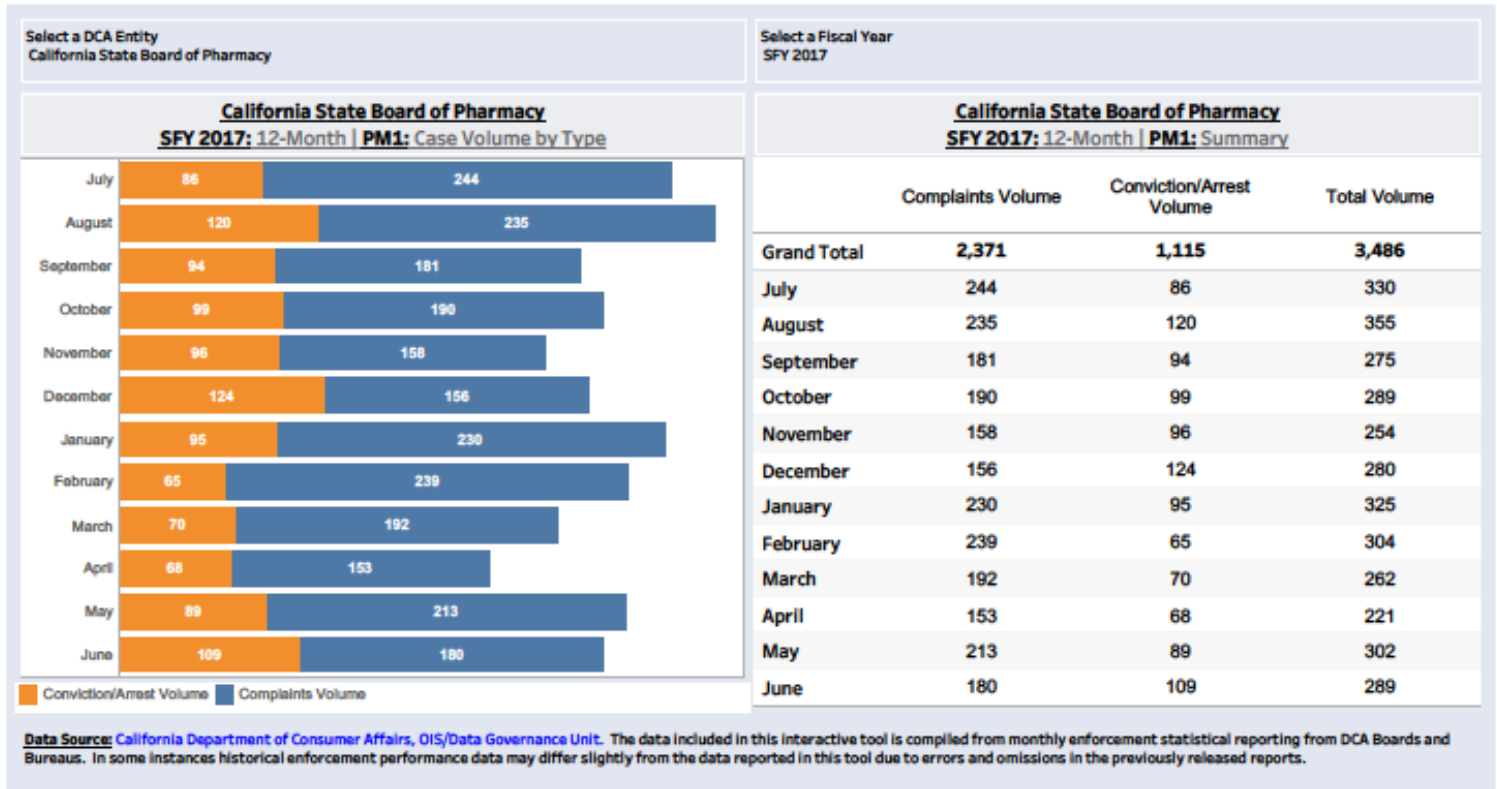 Select a DCA Entity
California State Board of Pharmacy
Select a Fiscal Year
SFY 2017
California State Board of Pharmacy
SFY 2017: 12-Month | PM1: Case Volume by Type
July 86 244
August 120 235
September 94 181
October 99 190
November 96 158
December 124 156
January 95 230
February 65 239
March 70 192
April 68 153
May 89 213
June 109 180
Conviction/Arrest Volume Complaints Volume
California State Board of Pharmacy
SFY 2017: 12-Month | PM1: Summary
Complaints Volume Conviction/Arrest Volume Total Volume
Grand Total 2,371 1,115 3,486
July 244 86 330
August 235 120 355
September 181 94 275
October 190 99 289
November 158 96 254
December 156 124 280
January 230 95 325
February 239 65 304
March 192 70 262
April 153 68 221
May 213 89 302
June 180 109 289
Data Source: California Department of Consumer Affairs, OIS/Data Governance Unit. The data included in this interactive tool is compiled from monthly enforcement statistical reporting from DCA Boards and
Bureaus. In some instances historical enforcement performance data may differ slightly from the data reported in this tool due to errors and omissions in the previously released reports.